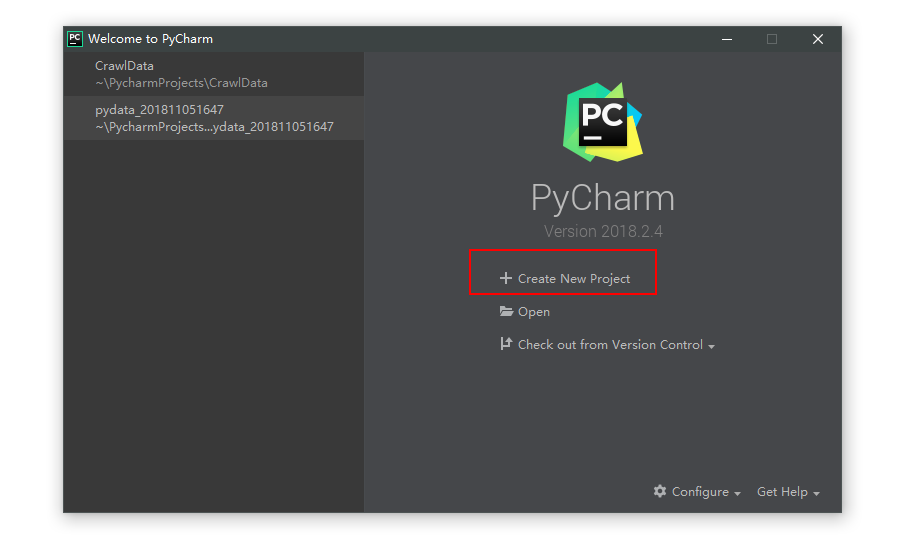 PC Welcome to PyCharm
CrawlData
~\PycharmProjects\CrawlData
pydata_201811051647
~\PycharmProjects...ydata_201811051647
PC
PyCharm
Version 2018.2.4
Create New Project
Open
Check out from Version Control
Configure Get Help